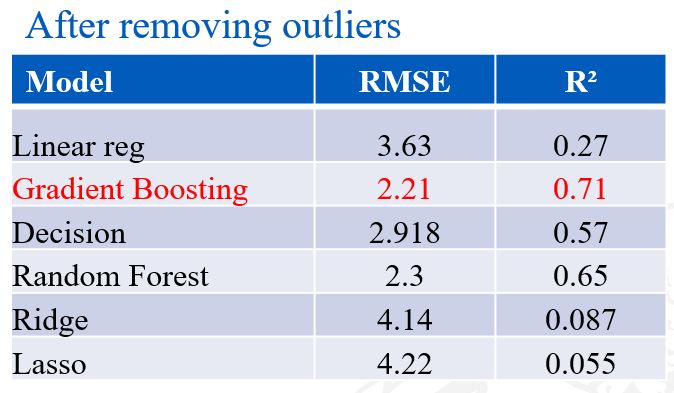 After removing outliers
Model RMSE R²
Linear reg 3.63 0.27
Gradient Boosting 2.21 0.71
Decision 2.918 0.57
Random Forest 2.3 0.65
Ridge 4.14 0.087
Lasso 4.22 0.055